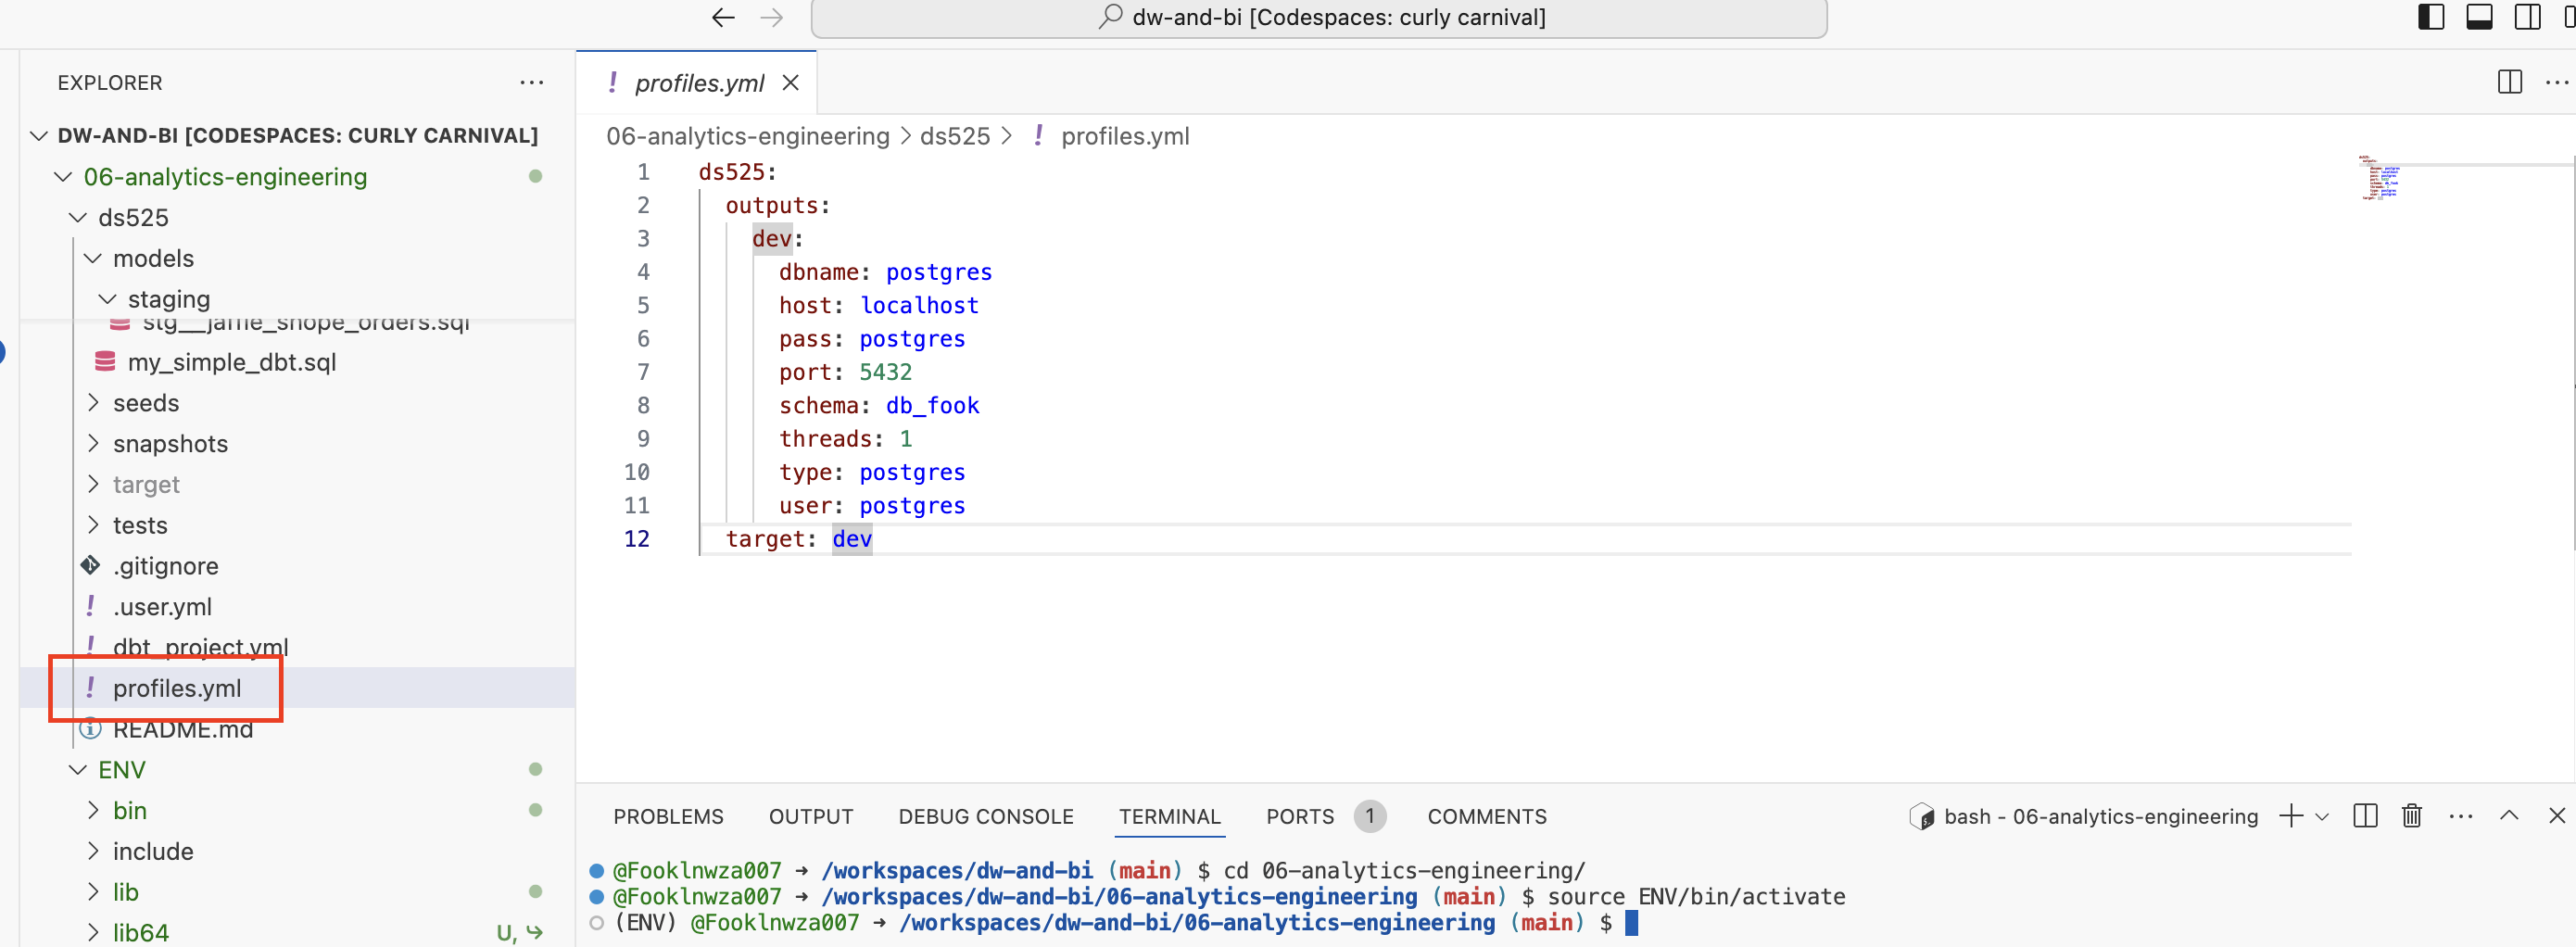 dw-and-bi [Codespaces: curly carnival]
EXPLORER
DW-AND-BI [CODESPACES: CURLY CARNIVAL]
06-analytics-engineering
ds525
models
staging
stg__jaffle_shope_orders.sql
my_simple_dbt.sql
seeds
snapshots
target
tests
.gitignore
.user.yml
dbt_project.yml
profiles.yml
README.md
ENV
bin
include
lib
lib64 U,
profiles.yml
06-analytics-engineering > ds525 > ! profiles.yml
1 ds525:
2 outputs:
3 dev:
4 dbname: postgres
5 host: localhost
6 pass: postgres
7 port: 5432
8 schema: db_fook
9 threads: 1
10 type: postgres
11 user: postgres
12 target: dev
PROBLEMS OUTPUT DEBUG CONSOLE TERMINAL PORTS 1 COMMENTS bash - 06-analytics-engineering
@Fooklnwza007 → /workspaces/dw-and-bi (main) $ cd 06-analytics-engineering/
@Fooklnwza007 → /workspaces/dw-and-bi/06-analytics-engineering (main) $ source ENV/bin/activate
(ENV) @Fooklnwza007 → /workspaces/dw-and-bi/06-analytics-engineering (main) $